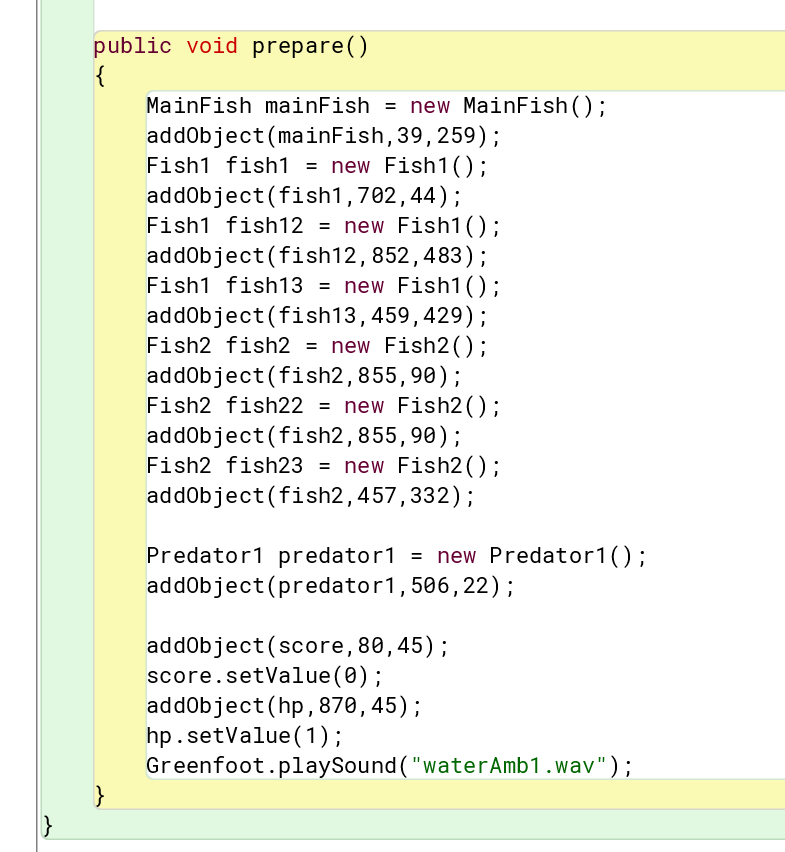 public void prepare()
{
MainFish mainFish = new MainFish();
addObject(mainFish,39,259);
Fish1 fish1 = new Fish1();
addObject(fish1,702,44);
Fish1 fish12 = new Fish1();
addObject(fish12,852,483);
Fish1 fish13 = new Fish1();
addObject(fish13,459,429);
Fish2 fish2 = new Fish2();
addObject(fish2,855,90);
Fish2 fish22 = new Fish2();
addObject(fish2,855,90);
Fish2 fish23 = new Fish2();
addObject(fish2,457,332);
Predator1 predator1 = new Predator1();
addObject(predator1,506,22);
addObject(score,80,45);
score.setValue(0);
addObject(hp,870,45);
hp.setValue(1);
Greenfoot.playSound("waterAmb1.wav");
}
}